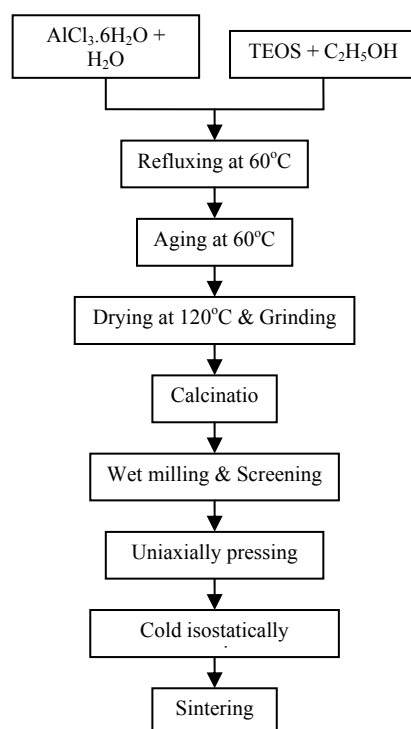 AlCl₃.6H₂O +
H₂O
TEOS + C₂H₅OH
Refluxing at 60°C
Aging at 60°C
Drying at 120°C & Grinding
Calcinatio
Wet milling & Screening
Uniaxially pressing
Cold isostatically
Sintering